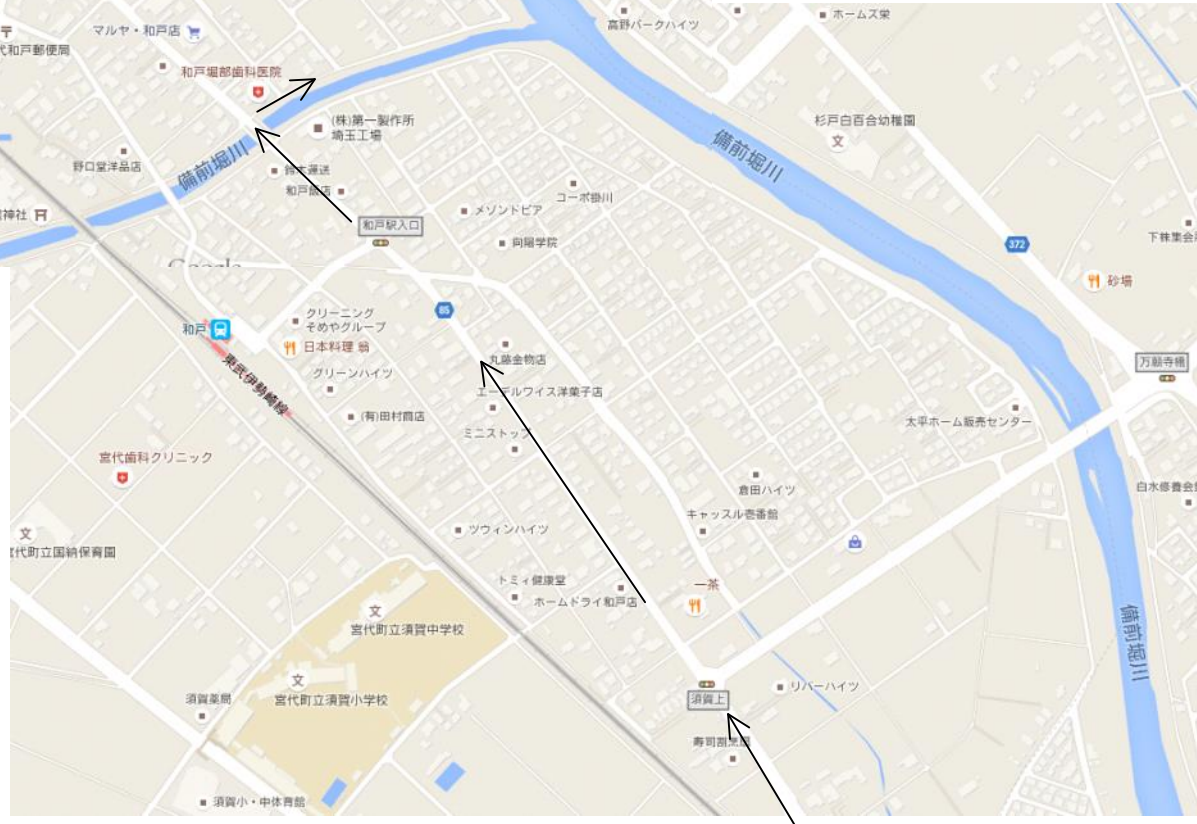 マルヤ・和戸店
代和戸郵便局
和戸堀部歯科医院
高野パークハイツ
ホームズ栄
(株)第一製作所
埼玉工場
杉戸白百合幼稚園
野口堂洋品店
備前堀川
鈴木運送
和戸飯店
備前堀川
コーポ掛川
メゾンドピア
和戸駅入口
神社
向陽学院
372
下株集会
砂場
Google
85
クリーニング
そめやグループ
和戸
日本料理 翁
東武伊勢崎線
グリーンハイツ
丸藤金物店
万願寺橋
エーデルワイス洋菓子店
(有)田村商店
太平ホーム販売センター
ミニストップ
宮代歯科クリニック
倉田ハイツ
白水修養会
キャッスル壱番館
ツウィンハイツ
代町立国納保育園
文
トミィ健康堂
ホームドライ和戸店
一茶
文
宮代町立須賀中学校
備前堀川
文
宮代町立須賀小学校
須賀薬局
須賀上
リバーハイツ
須賀小・中体育館